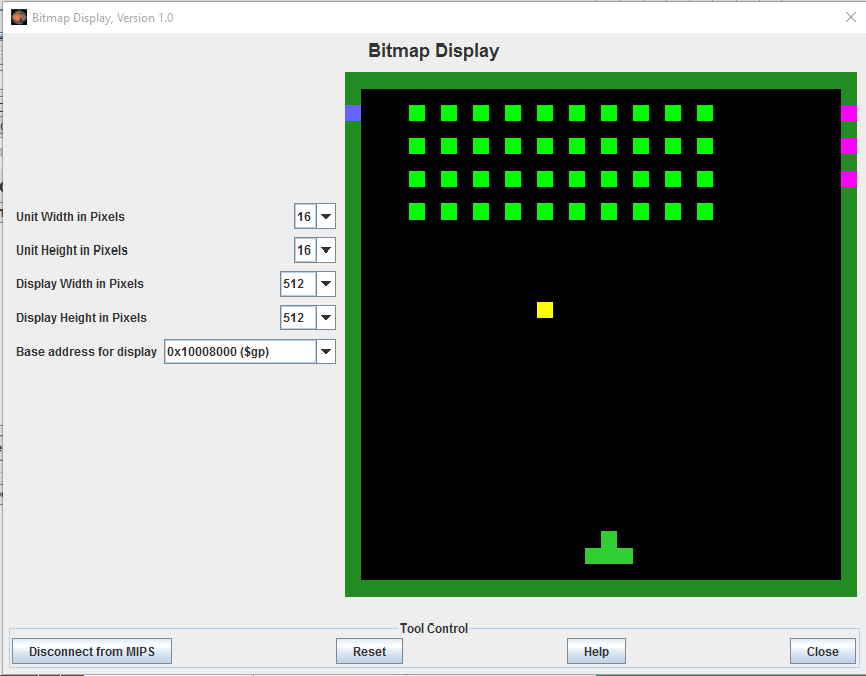 Bitmap Display, Version 1.0
Bitmap Display
Unit Width in Pixels 16
Unit Height in Pixels 16
Display Width in Pixels 512
Display Height in Pixels 512
Base address for display 0x10008000 ($gp)
Tool Control
Disconnect from MIPS Reset Help Close